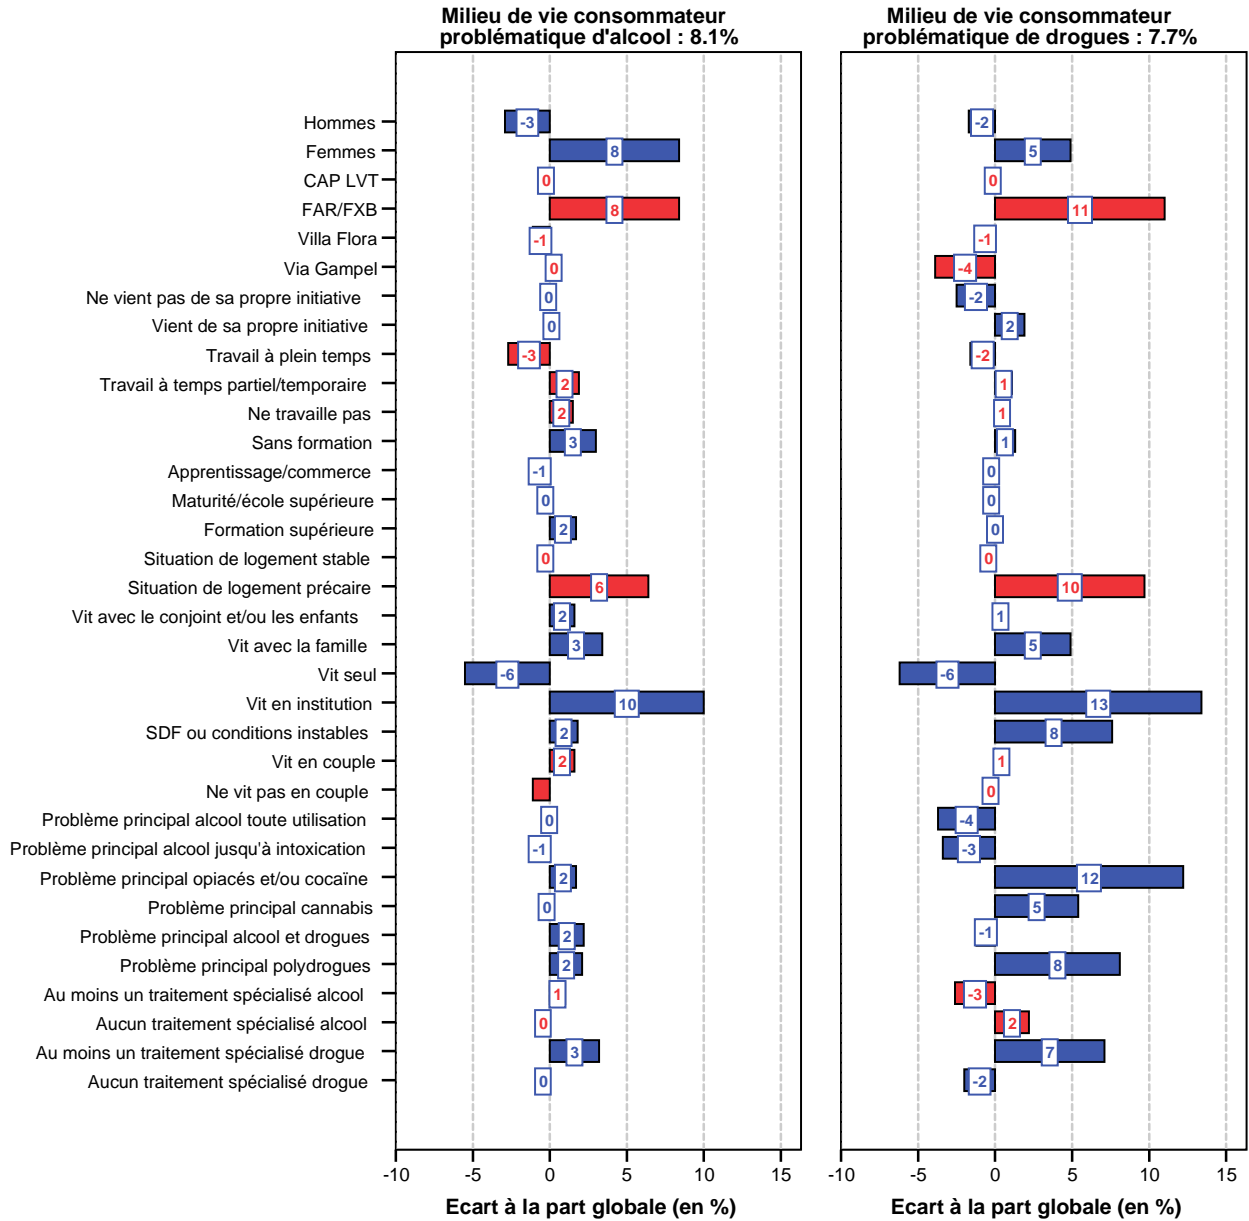 Milieu de vie consommateur
problématique d'alcool : 8.1%
Milieu de vie consommateur
problématique de drogues : 7.7%
Hommes -3 -2
Femmes 8 5
CAP LVT 0 0
FAR/FXB 8 11
Villa Flora -1 -1
Via Gampel 0 -4
Ne vient pas de sa propre initiative 0 -2
Vient de sa propre initiative 0 2
Travail à plein temps -3 -2
Travail à temps partiel/temporaire 2 1
Ne travaille pas 2 1
Sans formation 3 1
Apprentissage/commerce -1 0
Maturité/école supérieure 0 0
Formation supérieure 2 0
Situation de logement stable 0 0
Situation de logement précaire 6 10
Vit avec le conjoint et/ou les enfants 2 1
Vit avec la famille 3 5
Vit seul -6 -6
Vit en institution 10 13
SDF ou conditions instables 2 8
Vit en couple 2 1
Ne vit pas en couple 0
Problème principal alcool toute utilisation 0 -4
Problème principal alcool jusqu'à intoxication -1 -3
Problème principal opiacés et/ou cocaïne 2 12
Problème principal cannabis 0 5
Problème principal alcool et drogues 2 -1
Problème principal polydrogues 2 8
Au moins un traitement spécialisé alcool 1 -3
Aucun traitement spécialisé alcool 0 2
Au moins un traitement spécialisé drogue 3 7
Aucun traitement spécialisé drogue 0 -2
-10 -5 0 5 10 15
-10 -5 0 5 10 15
Ecart à la part globale (en %)
Ecart à la part globale (en %)